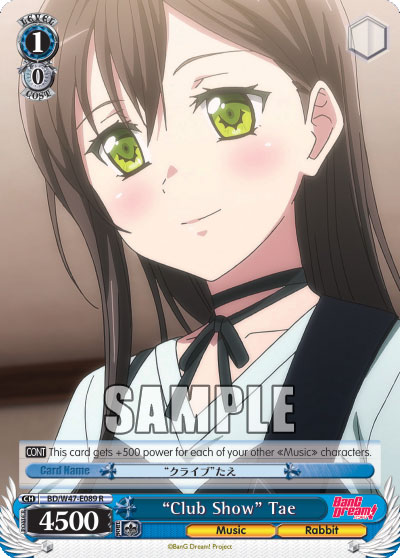 LEVEL
1
0
COST
SAMPLE
CONT This card gets +500 power for each of your other «Music» characters.
Card Name
“クライブ”たえ
CH BD/W47-E089 R
“Club Show” Tae
BanG Dream!
POWER
4500
SOUL
Music
Rabbit
©BanG Dream! Project